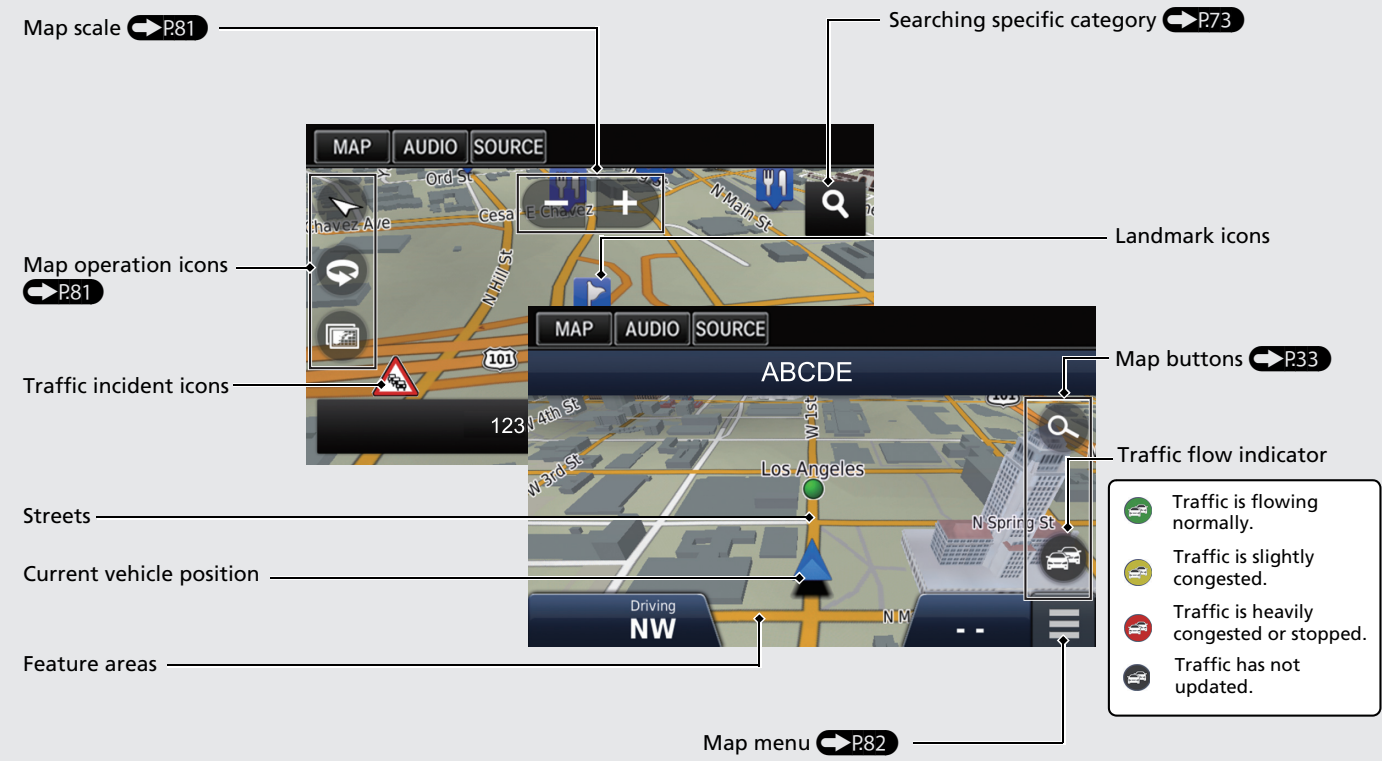 Map scale P.81
Searching specific category P.73
MAP AUDIO SOURCE
Ord St
N Main St
Cesar E Chavez
Chavez Ave
N Hill St
Landmark icons
Map operation icons
P.81
MAP AUDIO SOURCE
101
Map buttons P.33
ABCDE
Traffic incident icons
101
123
W 4th St
W 1st
Los Angeles
Traffic flow indicator
W 3rd St
Streets
N Spring St
Traffic is flowing
normally.
Traffic is slightly
congested.
Current vehicle position
Driving
NW
N M
- -
Traffic is heavily
congested or stopped.
Feature areas
Traffic has not
updated.
Map menu P.82